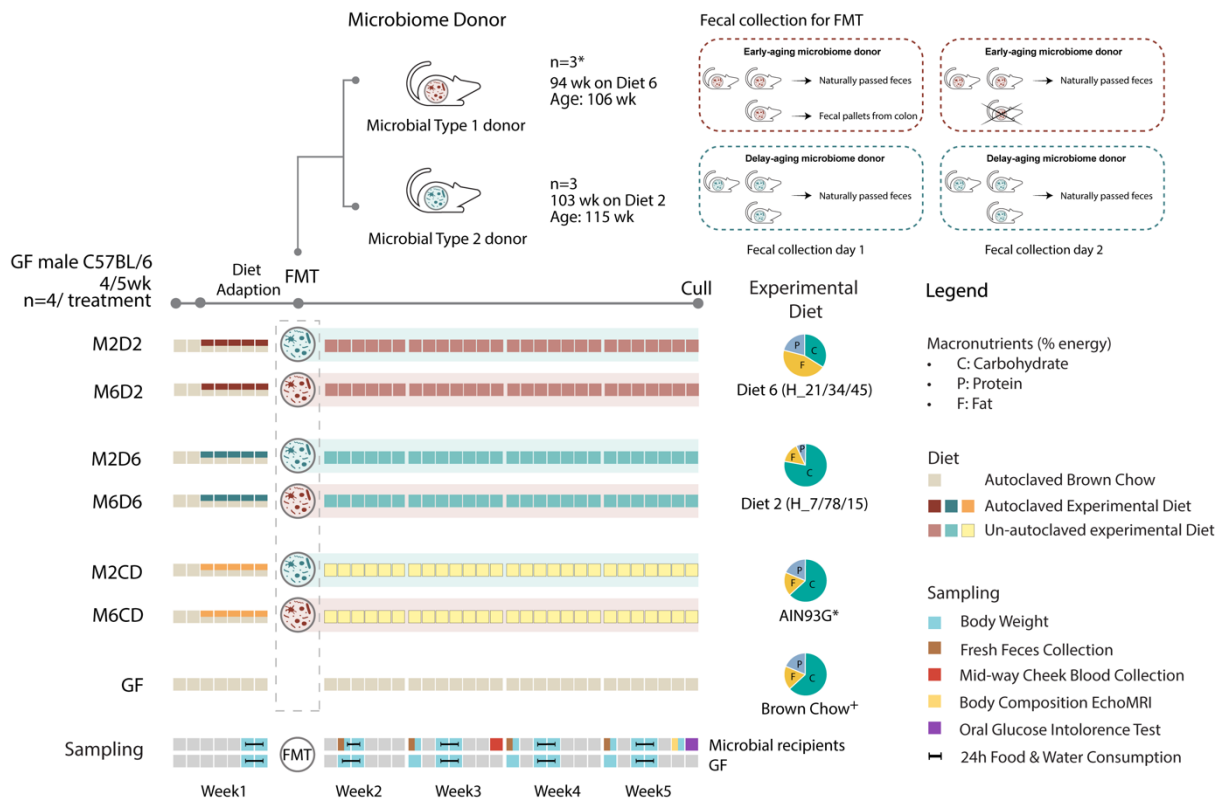 Microbiome Donor
n=3*
94 wk on Diet 6
Age: 106 wk
Microbial Type 1 donor
n=3
103 wk on Diet 2
Age: 115 wk
Microbial Type 2 donor
Fecal collection for FMT
Early-aging microbiome donor
Naturally passed feces
Fecal pallets from colon
Early-aging microbiome donor
Naturally passed feces
Delay-aging microbiome donor
Naturally passed feces
Delay-aging microbiome donor
Naturally passed feces
Fecal collection day 1
Fecal collection day 2
GF male C57BL/6
4/5wk
n=4/ treatment
Diet
Adaption
FMT
Cull
M2D2
M6D2
M2D6
M6D6
M2CD
M6CD
GF
Sampling
FMT
Microbial recipients
GF
Week1
Week2
Week3
Week4
Week5
Experimental
Diet
P
C
F
Diet 6 (H_21/34/45)
P
F
C
Diet 2 (H_7/78/15)
P
F
C
AIN93G*
P
F
C
Brown Chow+
Legend
Macronutrients (% energy)
• C: Carbohydrate
• P: Protein
• F: Fat
Diet
Autoclaved Brown Chow
Autoclaved Experimental Diet
Un-autoclaved experimental Diet
Sampling
Body Weight
Fresh Feces Collection
Mid-way Cheek Blood Collection
Body Composition EchoMRI
Oral Glucose Intolorence Test
24h Food & Water Consumption